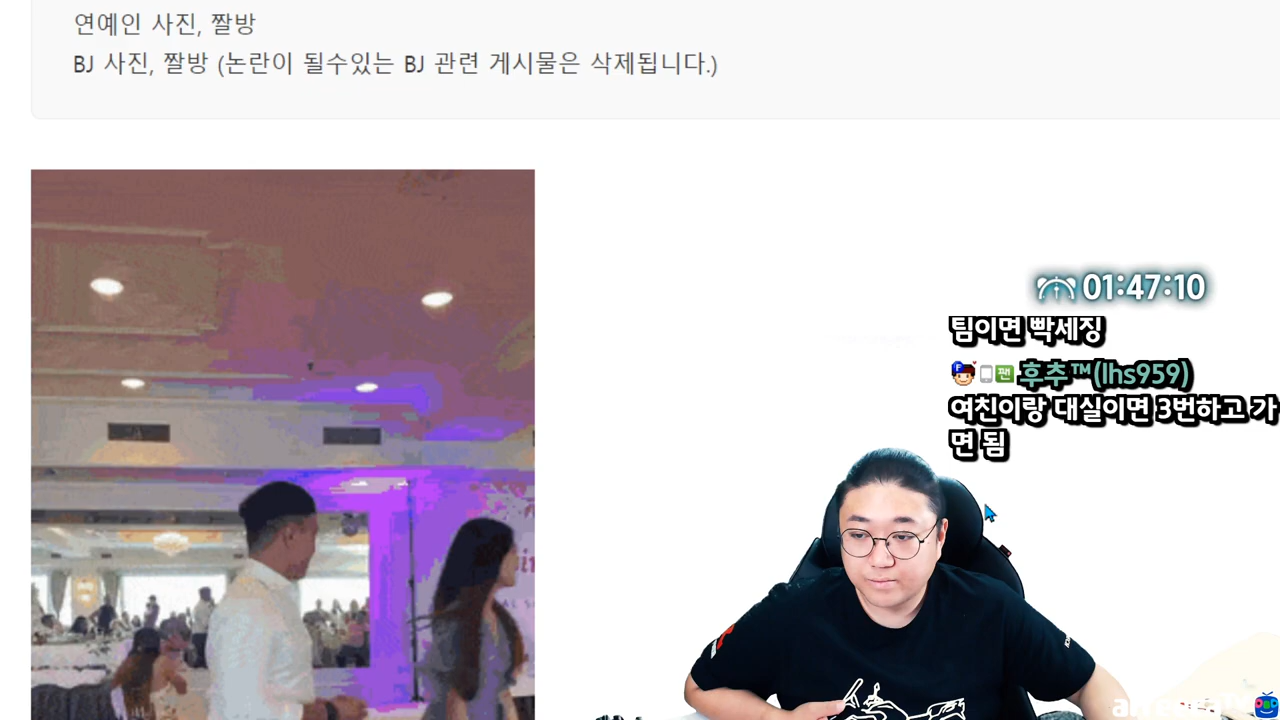 연예인 사진, 짤방
BJ 사진, 짤방 (논란이 될수있는 BJ 관련 게시물은 삭제됩니다.)
01:47:10
팀이면 빡세징
팬 후추™(lhs959)
여친이랑 대실이면 3번하고 가
면 됨